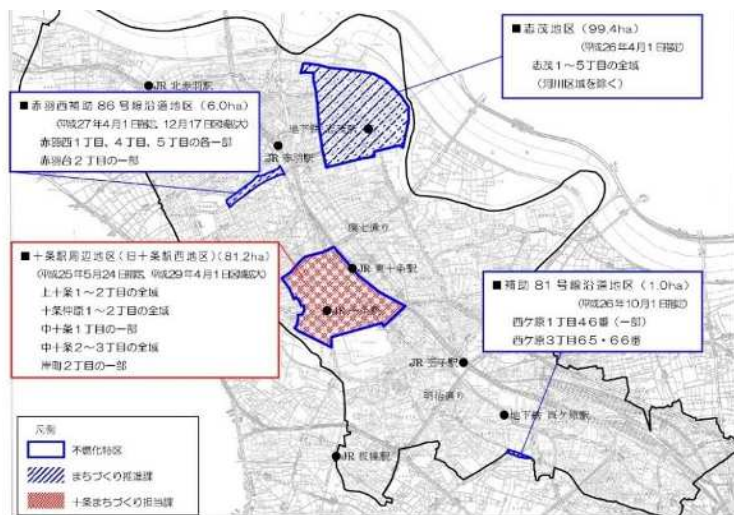 ■志茂地区(99.4ha)
(平成26年4月1日指定)
志茂1~5丁目の全域
(河川区域を除く)
JR 北赤羽駅
■赤羽西補助86号線沿道地区(6.0ha)
(平成27年4月1日指定、12月17日区域拡大)
赤羽西1丁目、4丁目、5丁目の各一部
赤羽台2丁目の一部
地下鉄 志茂駅
JR 赤羽駅
環七通り
■十条駅周辺地区(旧十条駅西地区)(81.2ha)
(平成25年5月24日指定、平成29年4月1日区域拡大)
上十条1~2丁目の全域
十条仲原1~2丁目の全域
中十条1丁目の一部
中十条2~3丁目の全域
岸町2丁目の一部
JR 東十条駅
JR 十条駅
■補助81号線沿道地区(1.0ha)
(平成26年10月1日指定)
西ケ原1丁目46番(一部)
西ケ原3丁目65・66番
JR 王子駅
明治通り
地下鉄 西ケ原駅
JR 板橋駅
凡例
不燃化特区
まちづくり推進課
十条まちづくり担当課